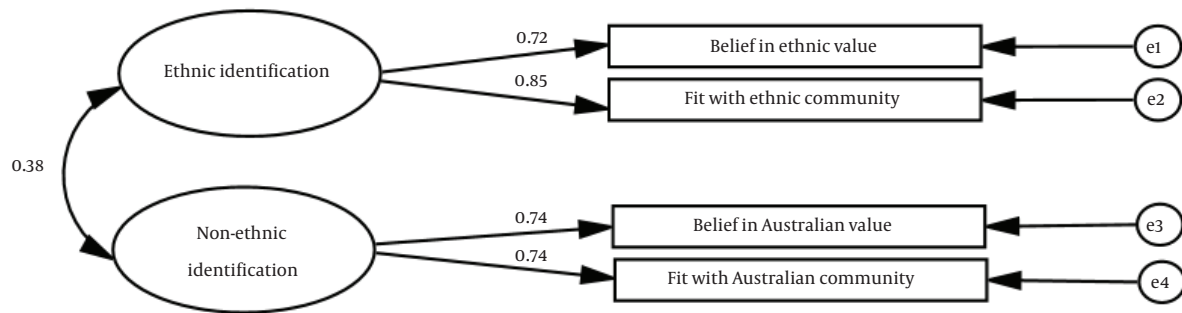 0.72
Belief in ethnic value
e1
Ethnic identification
0.85
Fit with ethnic community
e2
0.38
0.74
Belief in Australian value
e3
Non-ethnic
identification
0.74
Fit with Australian community
e4